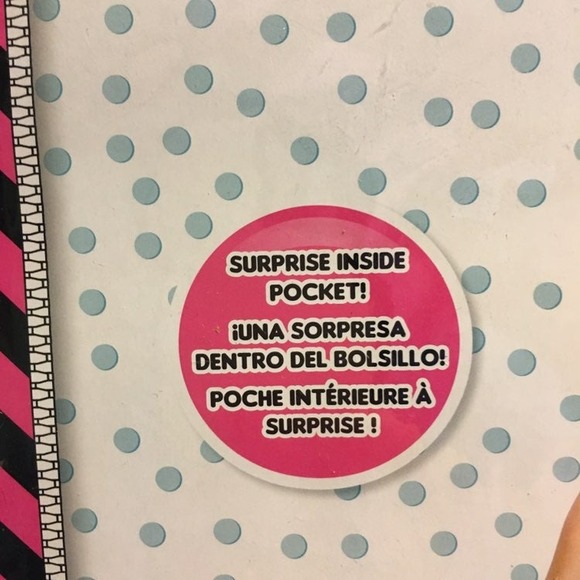 SURPRISE INSIDE
POCKET!
¡UNA SORPRESA
DENTRO DEL BOLSILLO!
POCHE INTÉRIEURE À
SURPRISE !